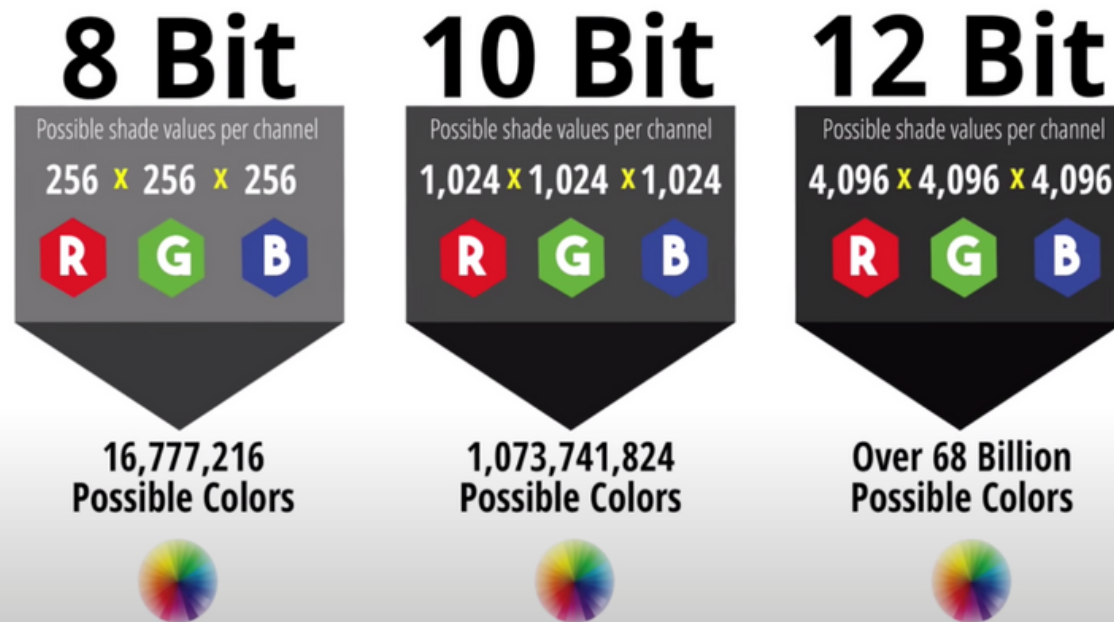 8 Bit
Possible shade values per channel
256 x 256 x 256
R G B
16,777,216
Possible Colors
10 Bit
Possible shade values per channel
1,024 x 1,024 x 1,024
R G B
1,073,741,824
Possible Colors
12 Bit
Possible shade values per channel
4,096 x 4,096 x 4,096
R G B
Over 68 Billion
Possible Colors